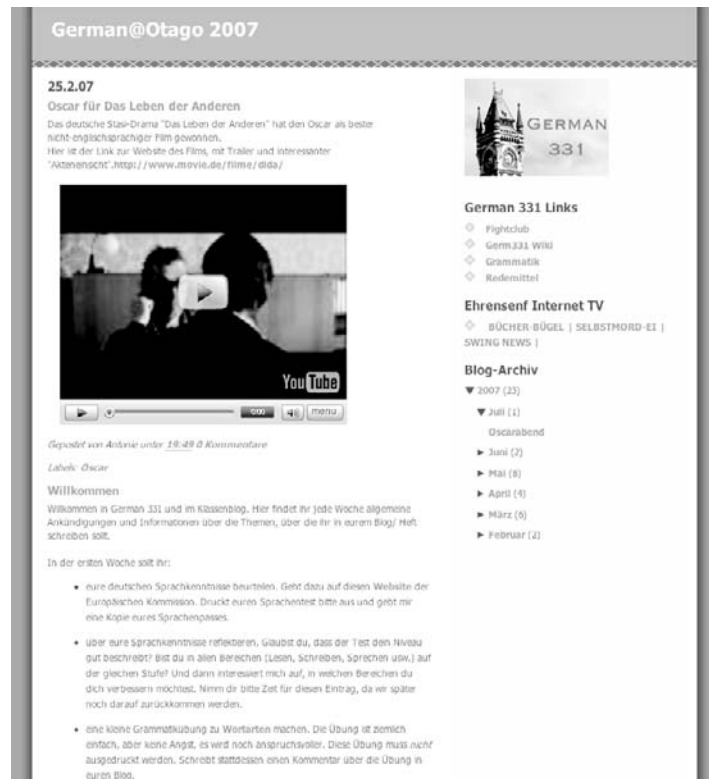 German@Otago 2007
25.2.07
Oscar für Das Leben der Anderen
Das deutsche Stasi-Drama "Das Leben der Anderen" hat den Oscar als bester
nicht-englischsprachiger Film gewonnen.
Hier ist der Link zur Website des Films, mit Trailer und interessanter
"Akteneinsicht".http://www.movie.de/filme/dlda/
YouTube
0:00
menu
Gepostet von Antonie unter 19:49 0 Kommentare
Labels: Oscar
Willkommen
Willkommen in German 331 und im Klassenblog. Hier findet ihr jede Woche allgemeine
Ankündigungen und Informationen über die Themen, über die ihr in eurem Blog/ Heft
schreiben sollt.
In der ersten Woche sollt ihr:
• eure deutschen Sprachkenntnisse beurteilen. Geht dazu auf diesen Website der
Europäischen Kommission. Druckt euren Sprachentest bitte aus und gebt mir
eine Kopie eures Sprachenpasses.
• über eure Sprachkenntnisse reflektieren. Glaubst du, dass der Test dein Niveau
gut beschreibt? Bist du in allen Bereichen (Lesen, Schreiben, Sprechen usw.) auf
der gleichen Stufe? Und dann interessiert mich auf, in welchen Bereichen du
dich verbessern möchtest. Nimm dir bitte Zeit für diesen Eintrag, da wir später
noch darauf zurückkommen werden.
• eine kleine Grammatikübung zu Wortarten machen. Die Übung ist ziemlich
einfach, aber keine Angst, es wird noch anspruchsvoller. Diese Übung muss nicht
ausgedruckt werden. Schreibt stattdessen einen Kommentar über die Übung in
euren Blog.
GERMAN
331
German 331 Links
Fightclub
Germ331 Wiki
Grammatik
Redemittel
Ehrensenf Internet TV
BÜCHER-BÜGEL | SELBSTMORD-EI |
SWING NEWS |
Blog-Archiv
▼ 2007 (23)
▼ Juli (1)
Oscarabend
► Juni (2)
► Mai (8)
► April (4)
► März (6)
► Februar (2)